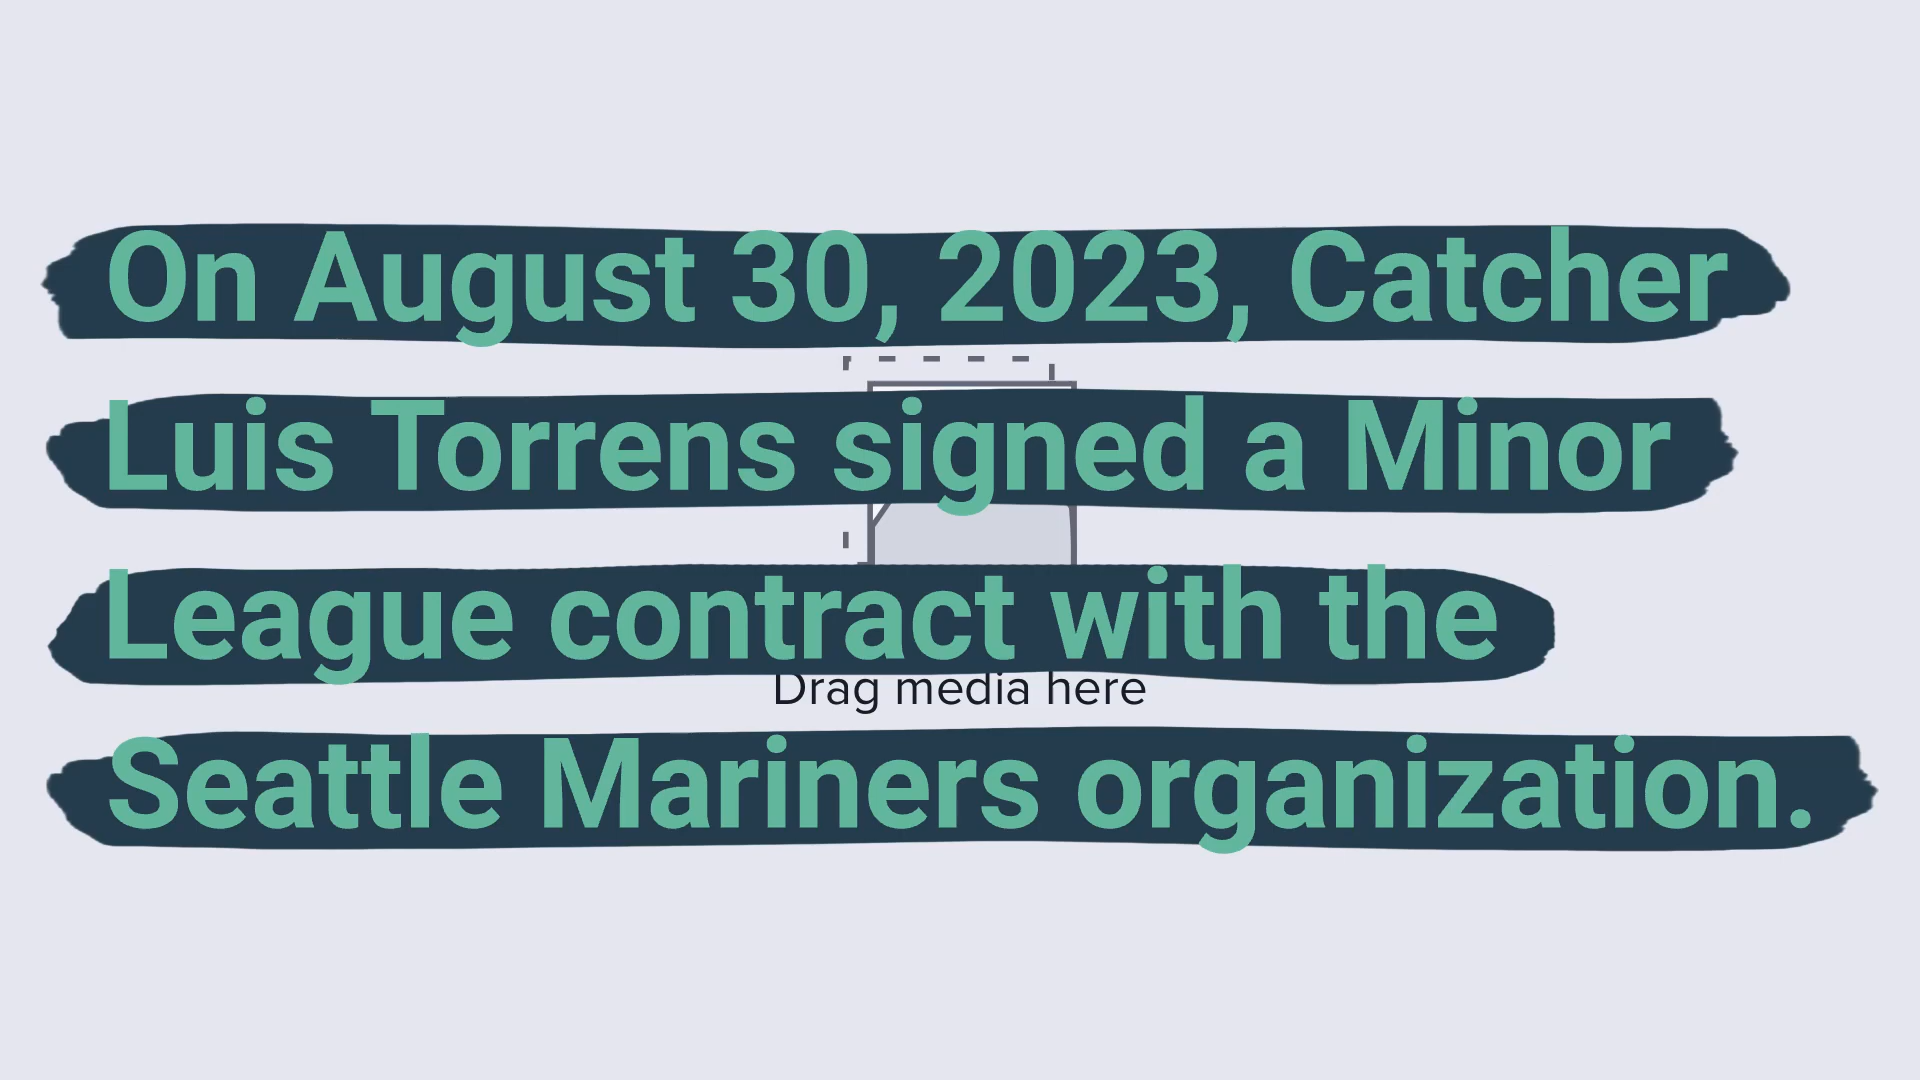 On August 30, 2023, Catcher
Luis Torrens signed a Minor
League contract with the
Drag media here
Seattle Mariners organization.